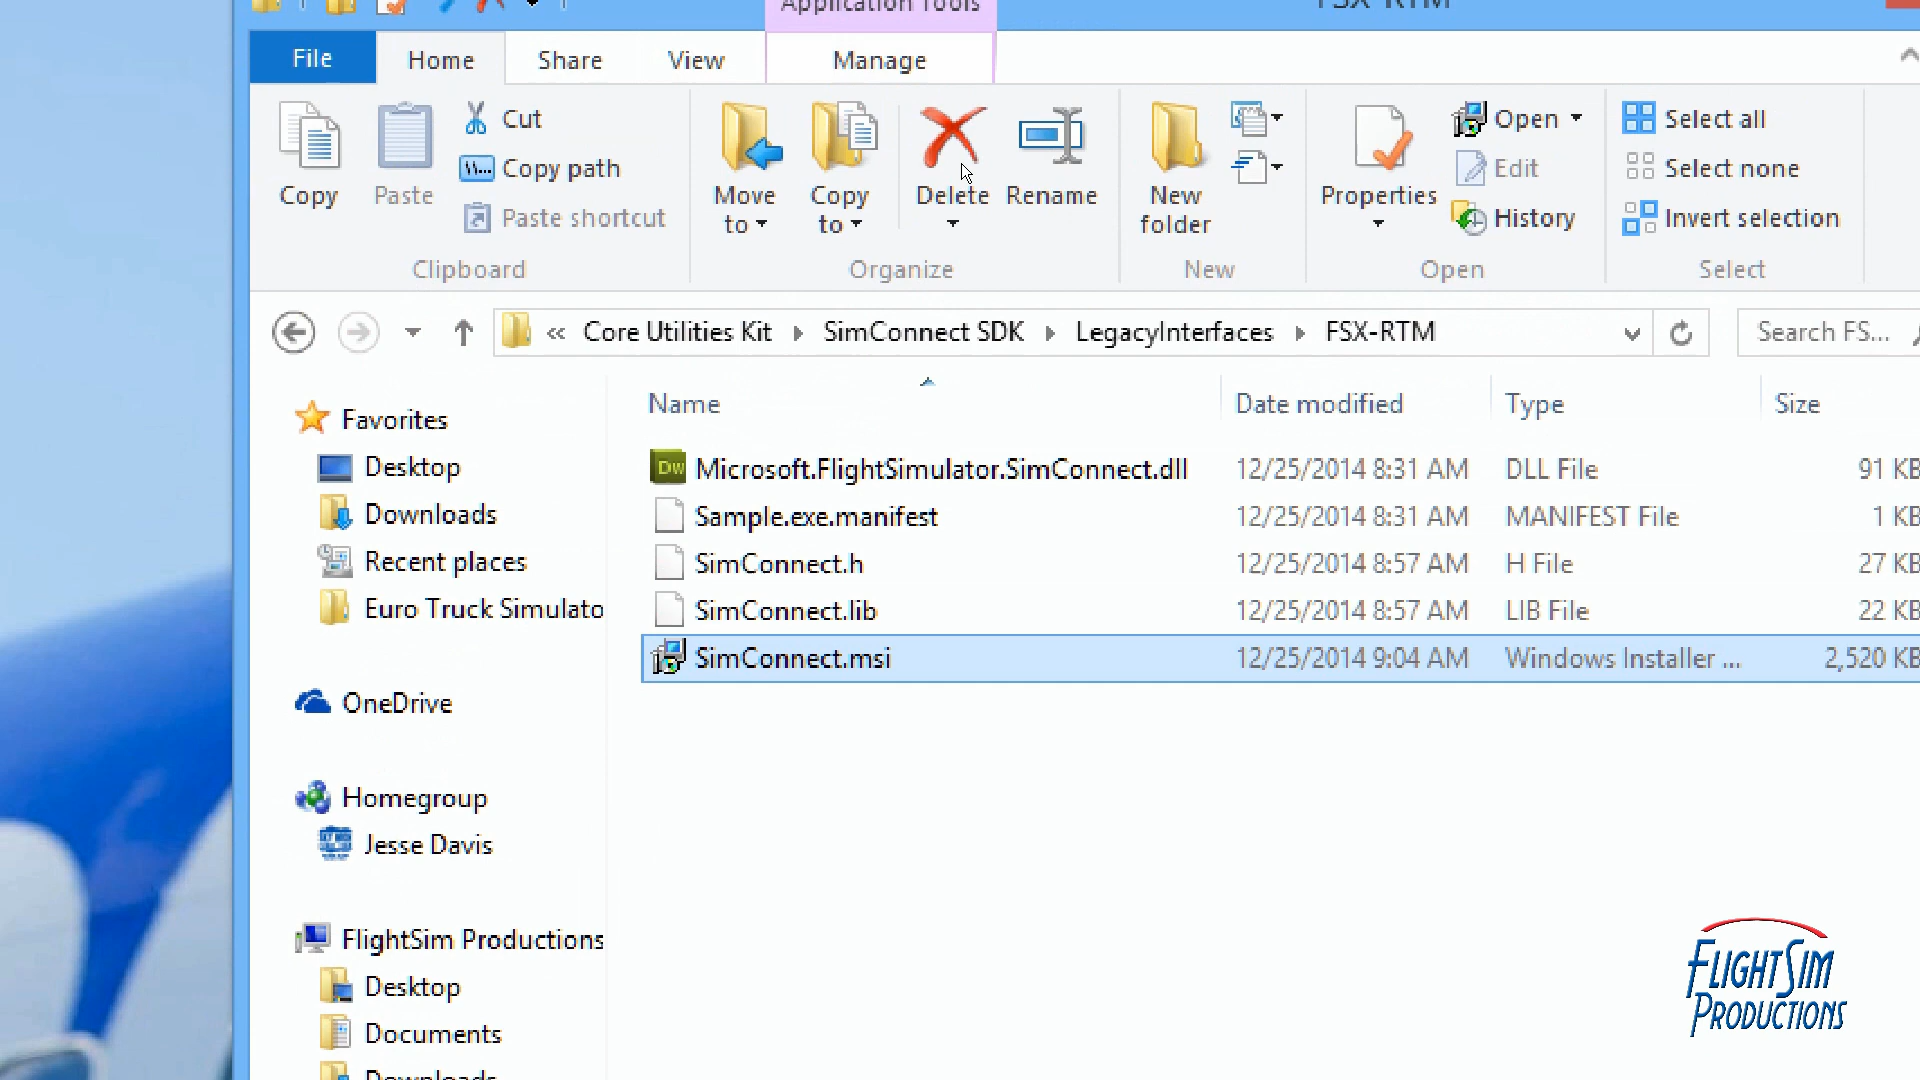 Application Tools
FSX-RTM
File
Home
Share
View
Manage
Copy
Paste
Cut
Copy path
Paste shortcut
Clipboard
Move
to
Copy
to
Delete
Rename
Organize
New
folder
New
Properties
Open
Edit
History
Open
Select all
Select none
Invert selection
Select
« Core Utilities Kit SimConnect SDK LegacyInterfaces FSX-RTM
Search FS...
Name Date modified Type Size
Microsoft.FlightSimulator.SimConnect.dll 12/25/2014 8:31 AM DLL File 91 KB
Sample.exe.manifest 12/25/2014 8:31 AM MANIFEST File 1 KB
SimConnect.h 12/25/2014 8:57 AM H File 27 KB
SimConnect.lib 12/25/2014 8:57 AM LIB File 22 KB
SimConnect.msi 12/25/2014 9:04 AM Windows Installer ... 2,520 KB
Favorites
Desktop
Downloads
Recent places
Euro Truck Simulato
OneDrive
Homegroup
Jesse Davis
FlightSim Productions
Desktop
Documents
Downloads
Dw
FLIGHTSIM
PRODUCTIONS